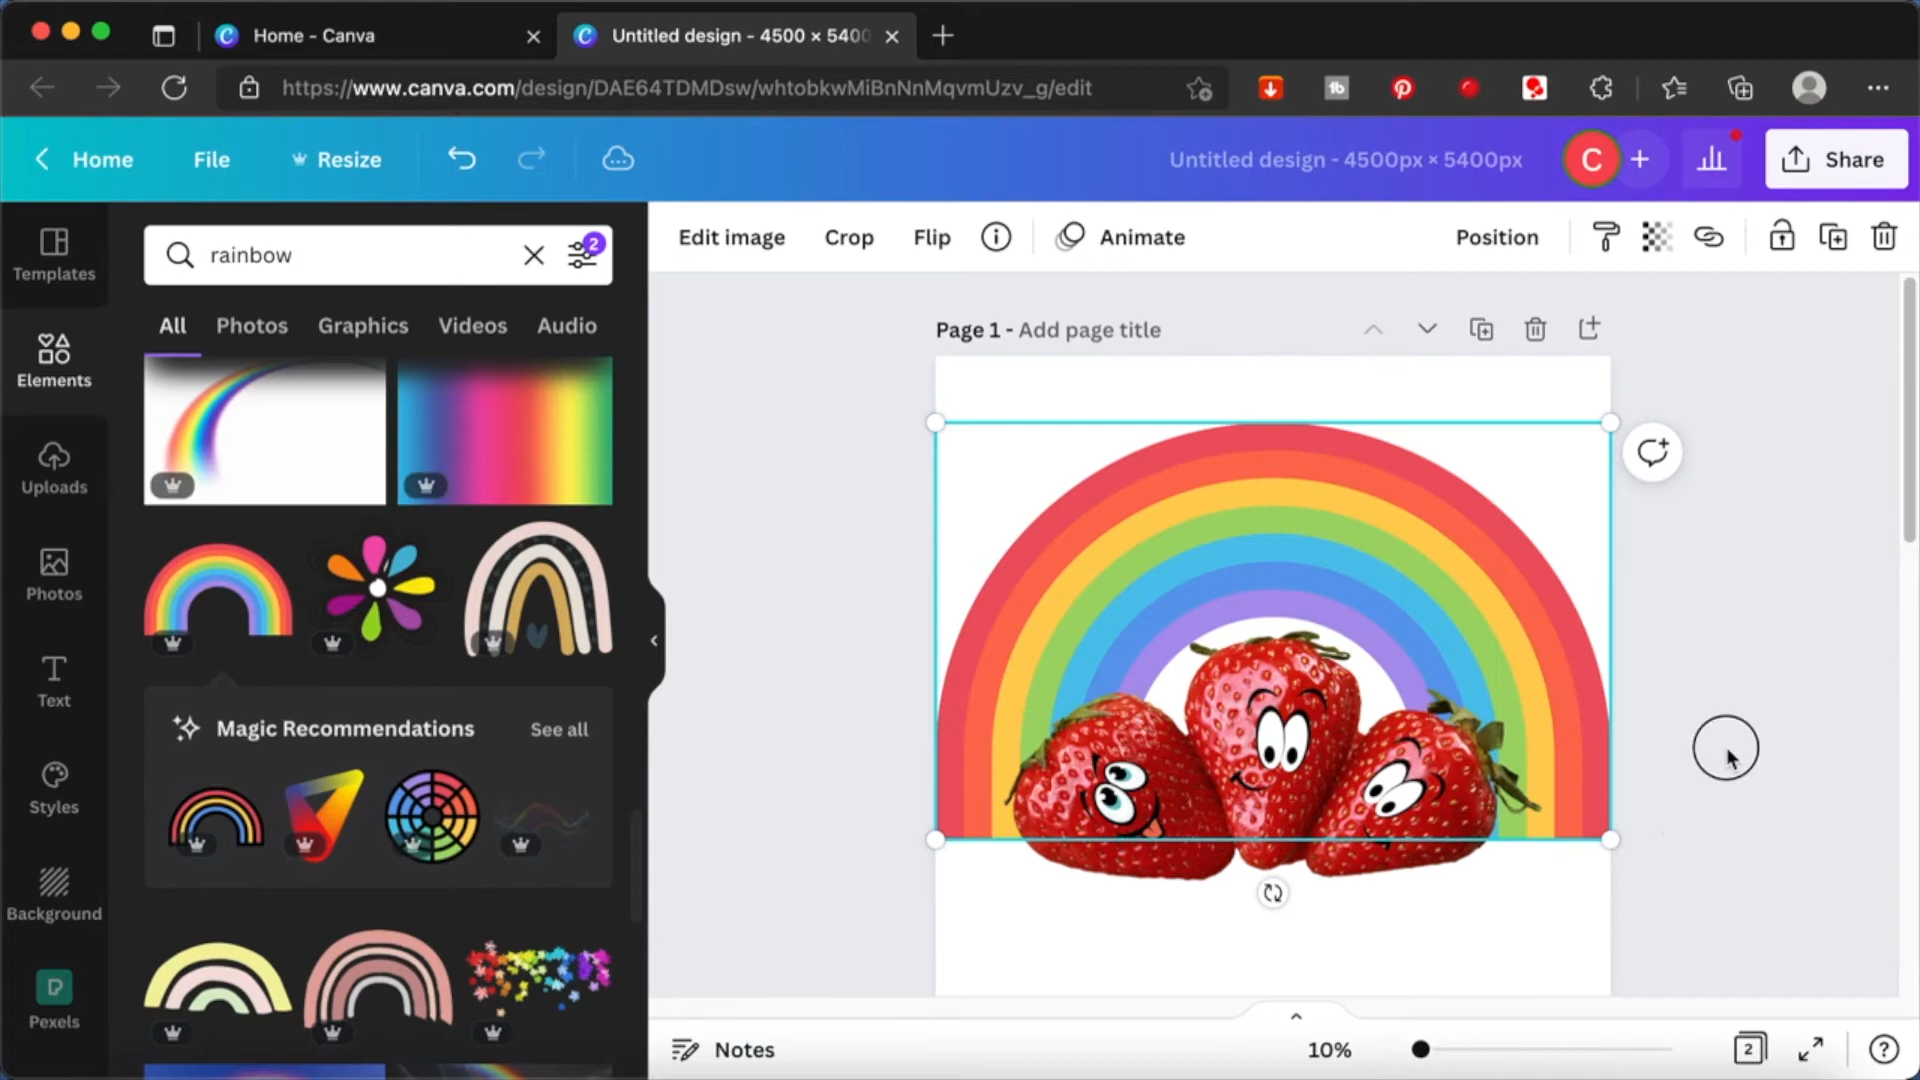 Home - Canva
Untitled design - 4500 × 5400
https://www.canva.com/design/DAE64TDMDsw/whtobkwMiBnNnMqvmUzv_g/edit
Home
File
Resize
Untitled design - 4500px × 5400px
C
Share
Templates
Elements
Uploads
Photos
Text
Styles
Background
Pexels
rainbow
2
All
Photos
Graphics
Videos
Audio
Magic Recommendations
See all
Edit image
Crop
Flip
Animate
Position
Page 1 - Add page title
Notes
10%
2